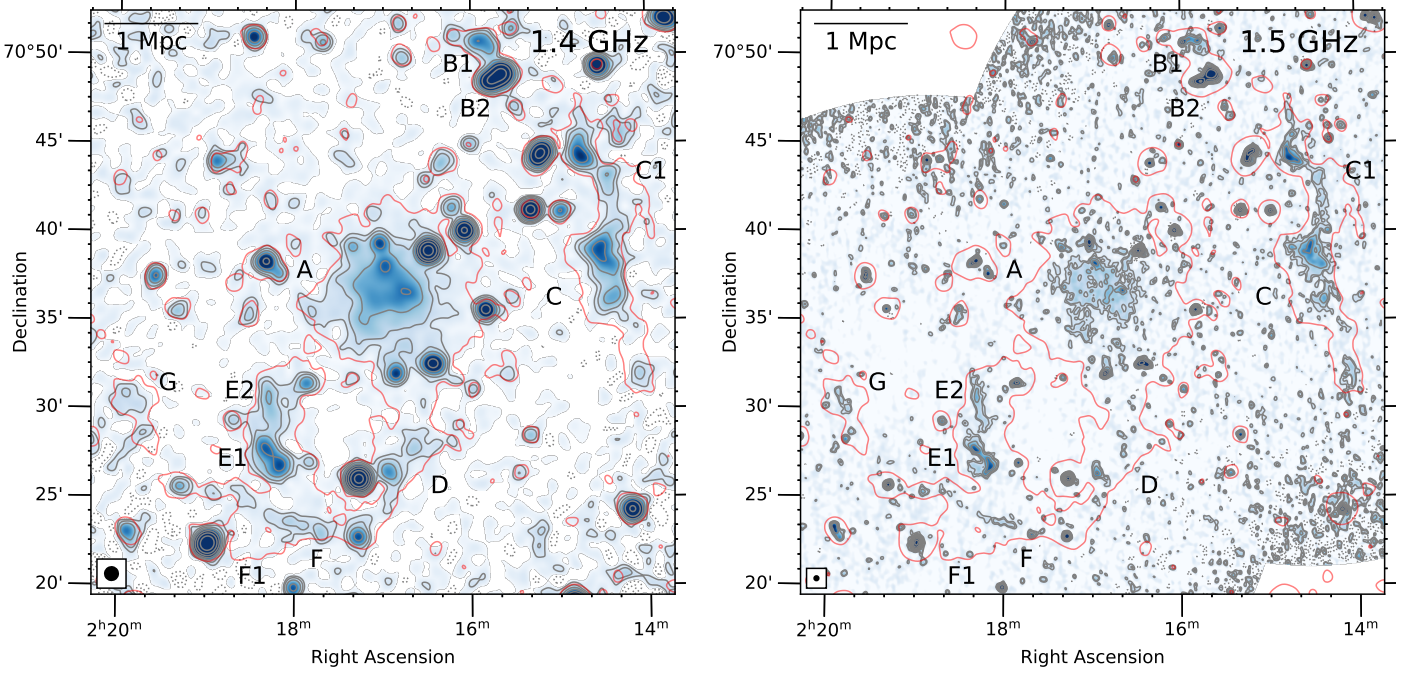 1 Mpc
1.4 GHz
B1
B2
C1
A
C
G
E2
E1
D
F
F1
70°50'
45'
40'
35'
30'
25'
20'
Declination
2ʰ20ᵐ
18ᵐ
16ᵐ
14ᵐ
Right Ascension
1 Mpc
1.5 GHz
B1
B2
C1
A
C
G
E2
E1
D
F
F1
70°50'
45'
40'
35'
30'
25'
20'
Declination
2ʰ20ᵐ
18ᵐ
16ᵐ
14ᵐ
Right Ascension